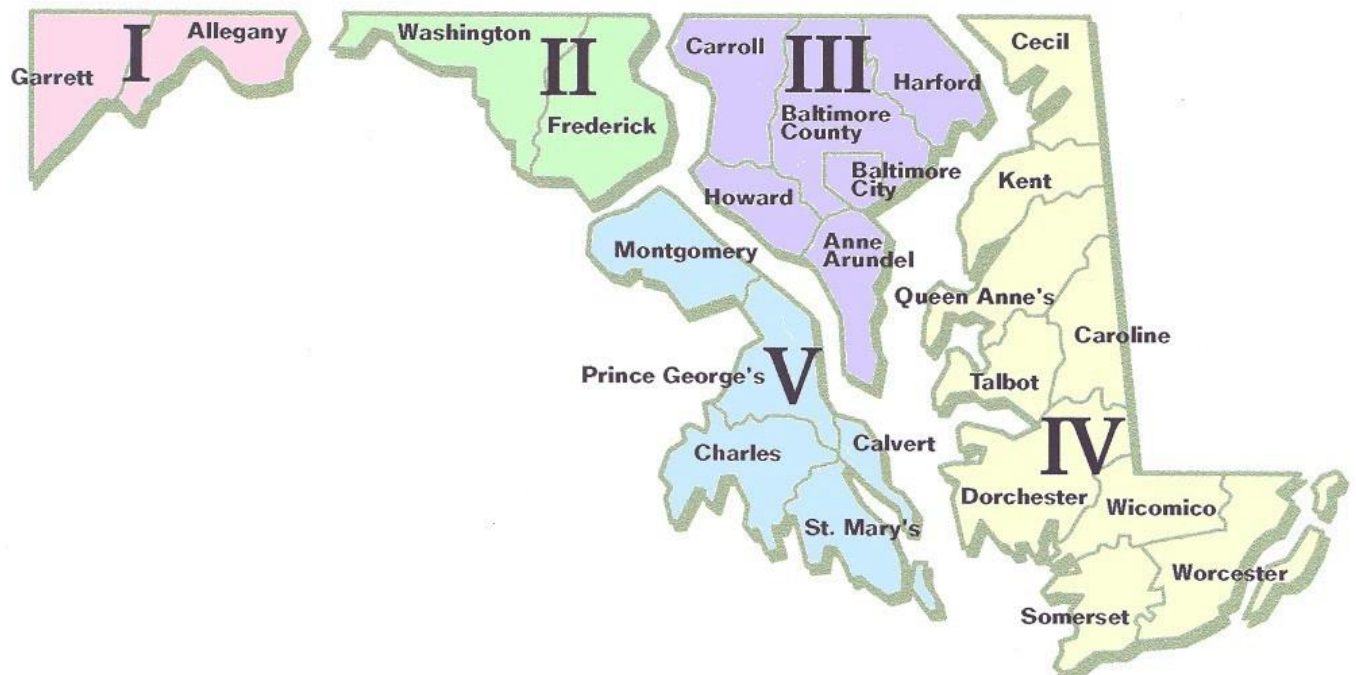 Garrett
I
Allegany
Washington
II
Frederick
Carroll
III
Harford
Baltimore
County
Baltimore
City
Howard
Anne
Arundel
Cecil
Kent
Queen Anne's
Caroline
Talbot
IV
Dorchester
Wicomico
Worcester
Somerset
Montgomery
Prince George's
V
Calvert
Charles
St. Mary's